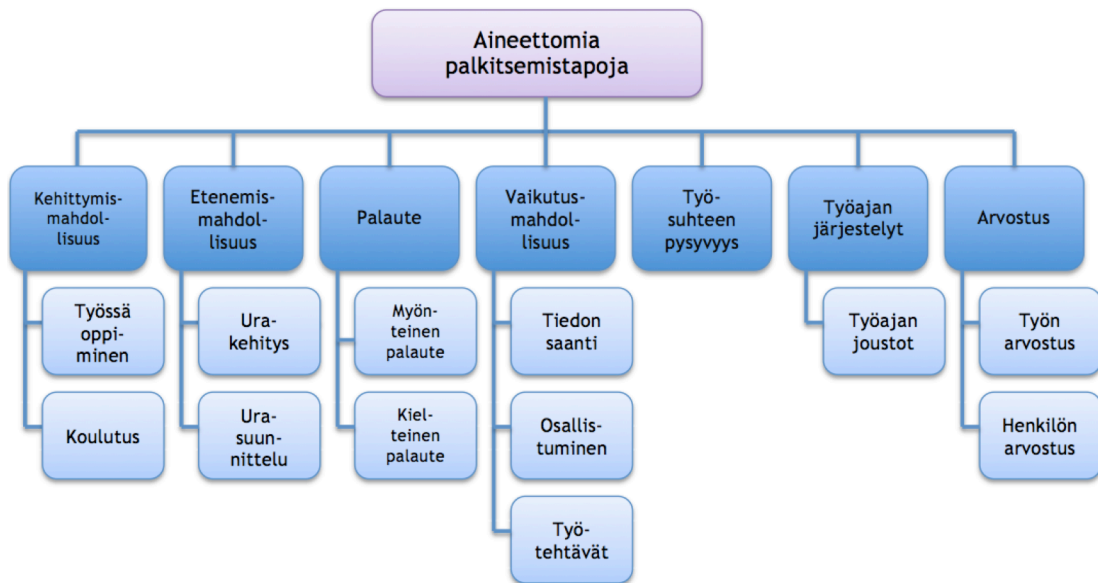 Aineettomia
palkitsemistapoja
Kehittymis-
mahdol-
lisuus
Etenemis-
mahdol-
lisuus
Palaute
Vaikutus-
mahdol-
lisuus
Työ-
suhteen
pysyvyys
Työajan
järjestelyt
Arvostus
Työssä
oppi-
minen
Koulutus
Ura-
kehitys
Ura-
suun-
nittelu
Myön-
teinen
palaute
Kiel-
teinen
palaute
Tiedon
saanti
Osallis-
tuminen
Työ-
tehtävät
Työajan
joustot
Työn
arvostus
Henkilön
arvostus